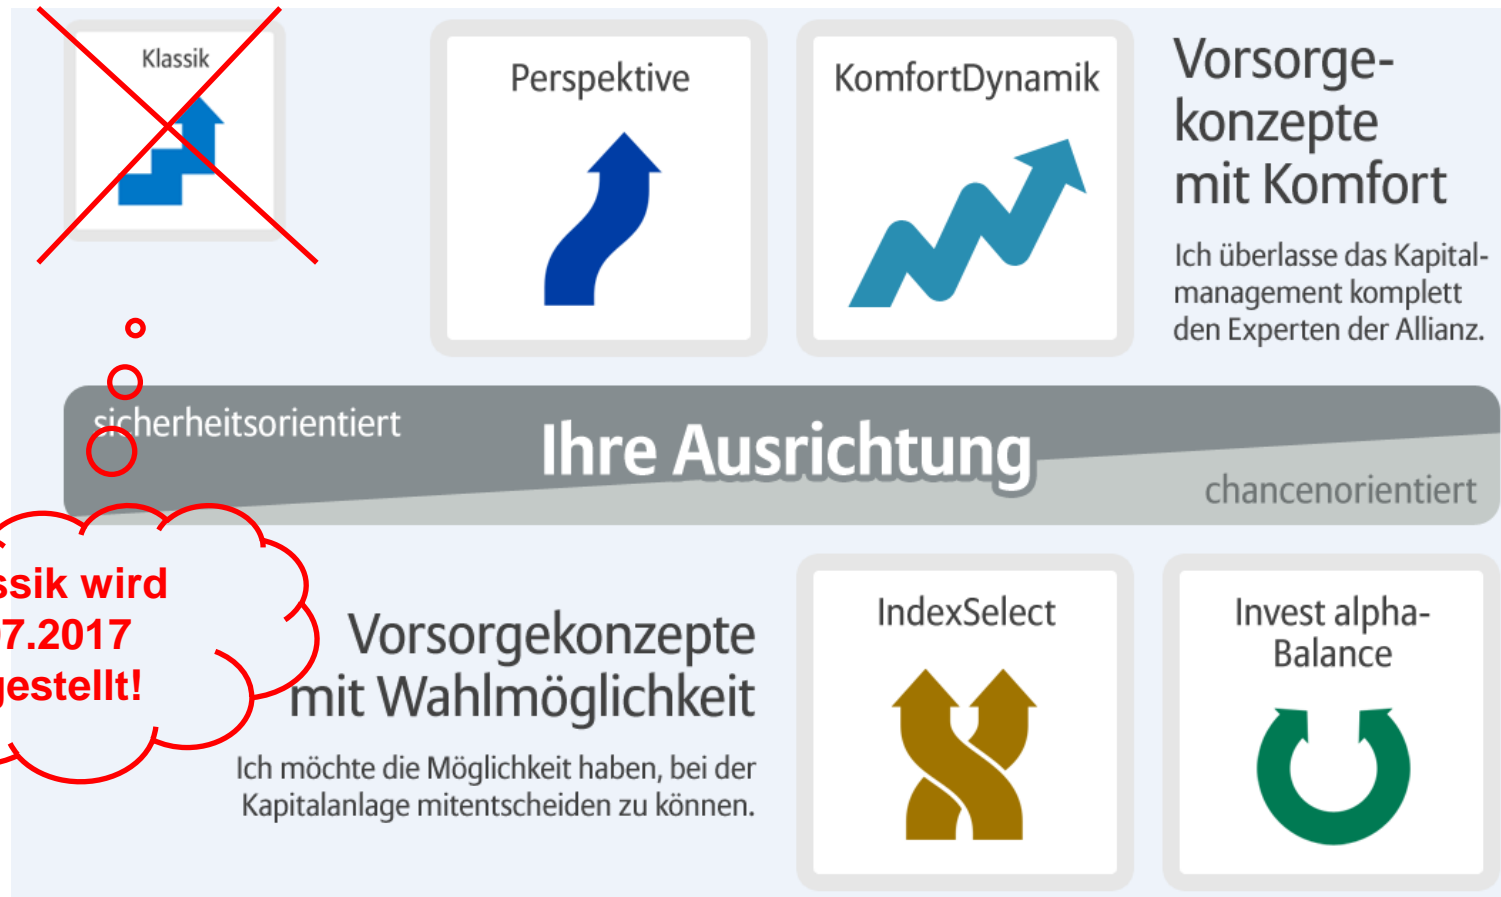 Klassik
Perspektive
KomfortDynamik
Vorsorge-
konzepte
mit Komfort
Ich überlasse das Kapital-
management komplett
den Experten der Allianz.
sicherheitsorientiert
Ihre Ausrichtung
chancenorientiert
ssik wird
07.2017
gestellt!
Vorsorgekonzepte
mit Wahlmöglichkeit
Ich möchte die Möglichkeit haben, bei der
Kapitalanlage mitentscheiden zu können.
IndexSelect
Invest alpha-
Balance